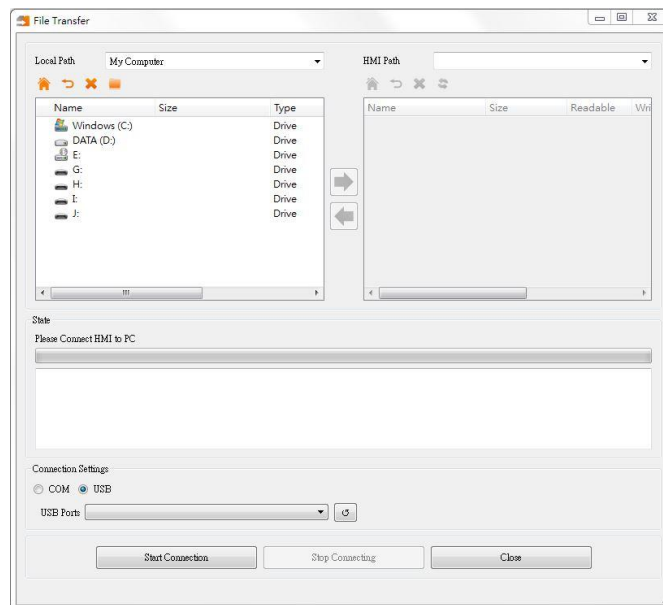 File Transfer
Local Path My Computer HMI Path
Name Size Type Name Size Readable Wri
Windows (C:) Drive
DATA (D:) Drive
E: Drive
G: Drive
H: Drive
I: Drive
J: Drive
State
Please Connect HMI to PC
Connection Settings
COM USB
USB Ports
Start Connection Stop Connecting Close